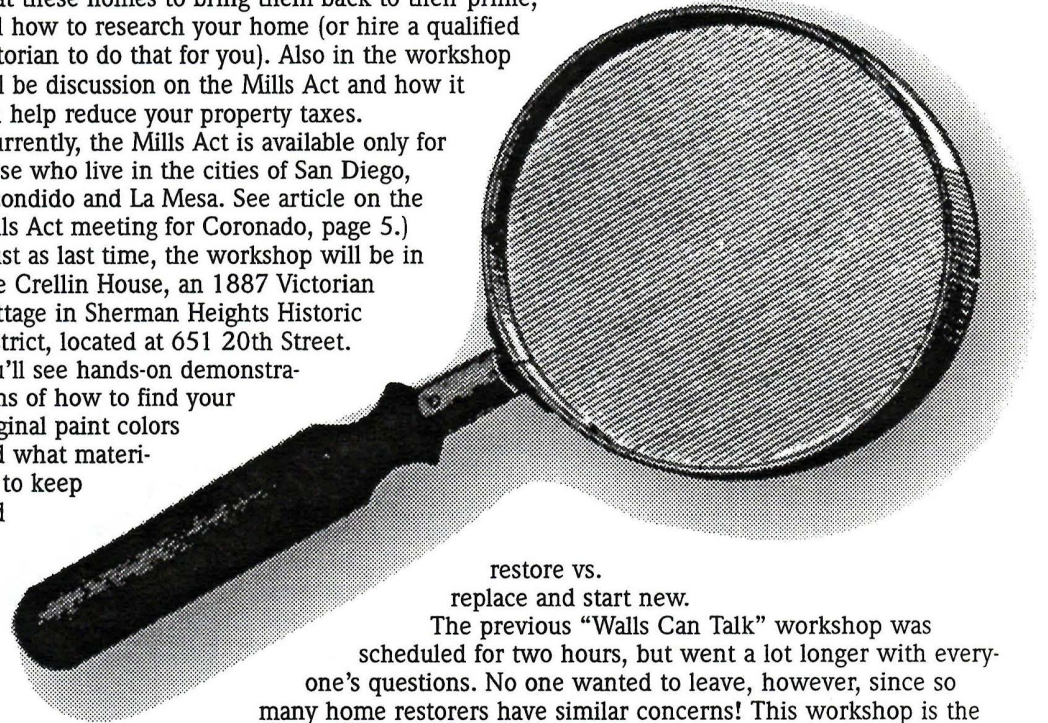 these homes to bring them back to their prime,
how to research your home (or hire a qualified
torian to do that for you). Also in the workshop
be discussion on the Mills Act and how it
help reduce your property taxes.
urrently, the Mills Act is available only for
se who live in the cities of San Diego,
ondido and La Mesa. See article on the
ls Act meeting for Coronado, page 5.)
st as last time, the workshop will be in
e Crellin House, an 1887 Victorian
ttage in Sherman Heights Historic
trict, located at 651 20th Street.
u'll see hands-on demonstra-
ns of how to find your
ginal paint colors
d what materi-
to keep
d
restore vs.
replace and start new.
The previous “Walls Can Talk” workshop was
scheduled for two hours, but went a lot longer with every-
one's questions. No one wanted to leave, however, since so
many home restorers have similar concerns! This workshop is the